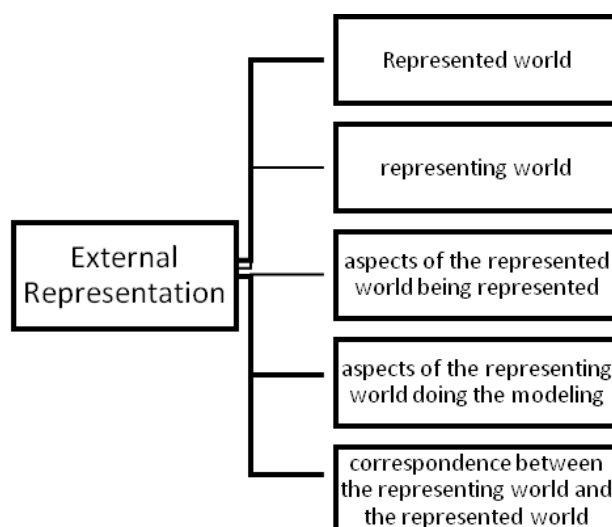 Represented world
representing world
External
Representation
aspects of the represented
world being represented
aspects of the representing
world doing the modeling
correspondence between
the representing world and
the represented world